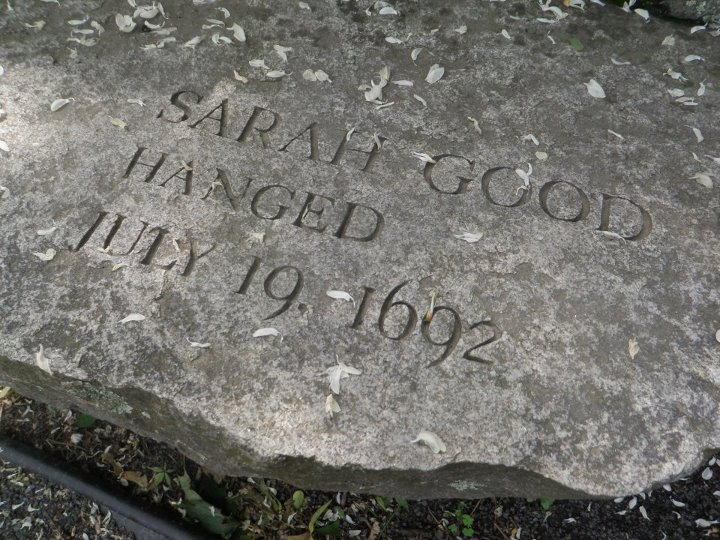 SARAH GOOD
HANGED
JULY 19, 1692